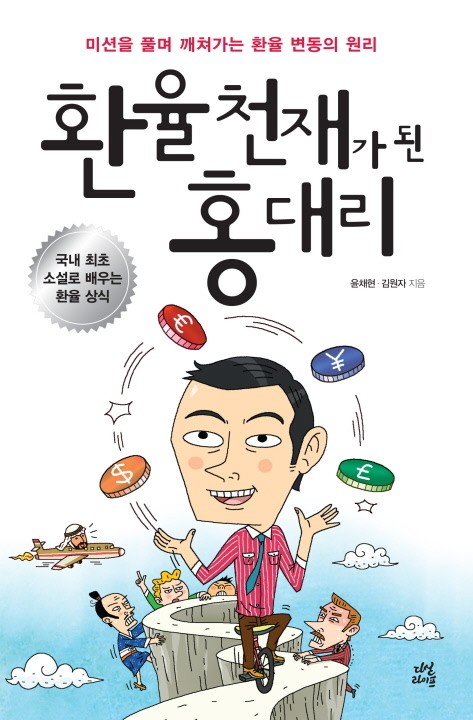 미션을 풀며 깨쳐가는 환율 변동의 원리
환율 천재가 된
홍대리
국내 최초
소설로 배우는
환율 상식
윤채현 · 김원자 지음
€
¥
$
£
다산
라이프